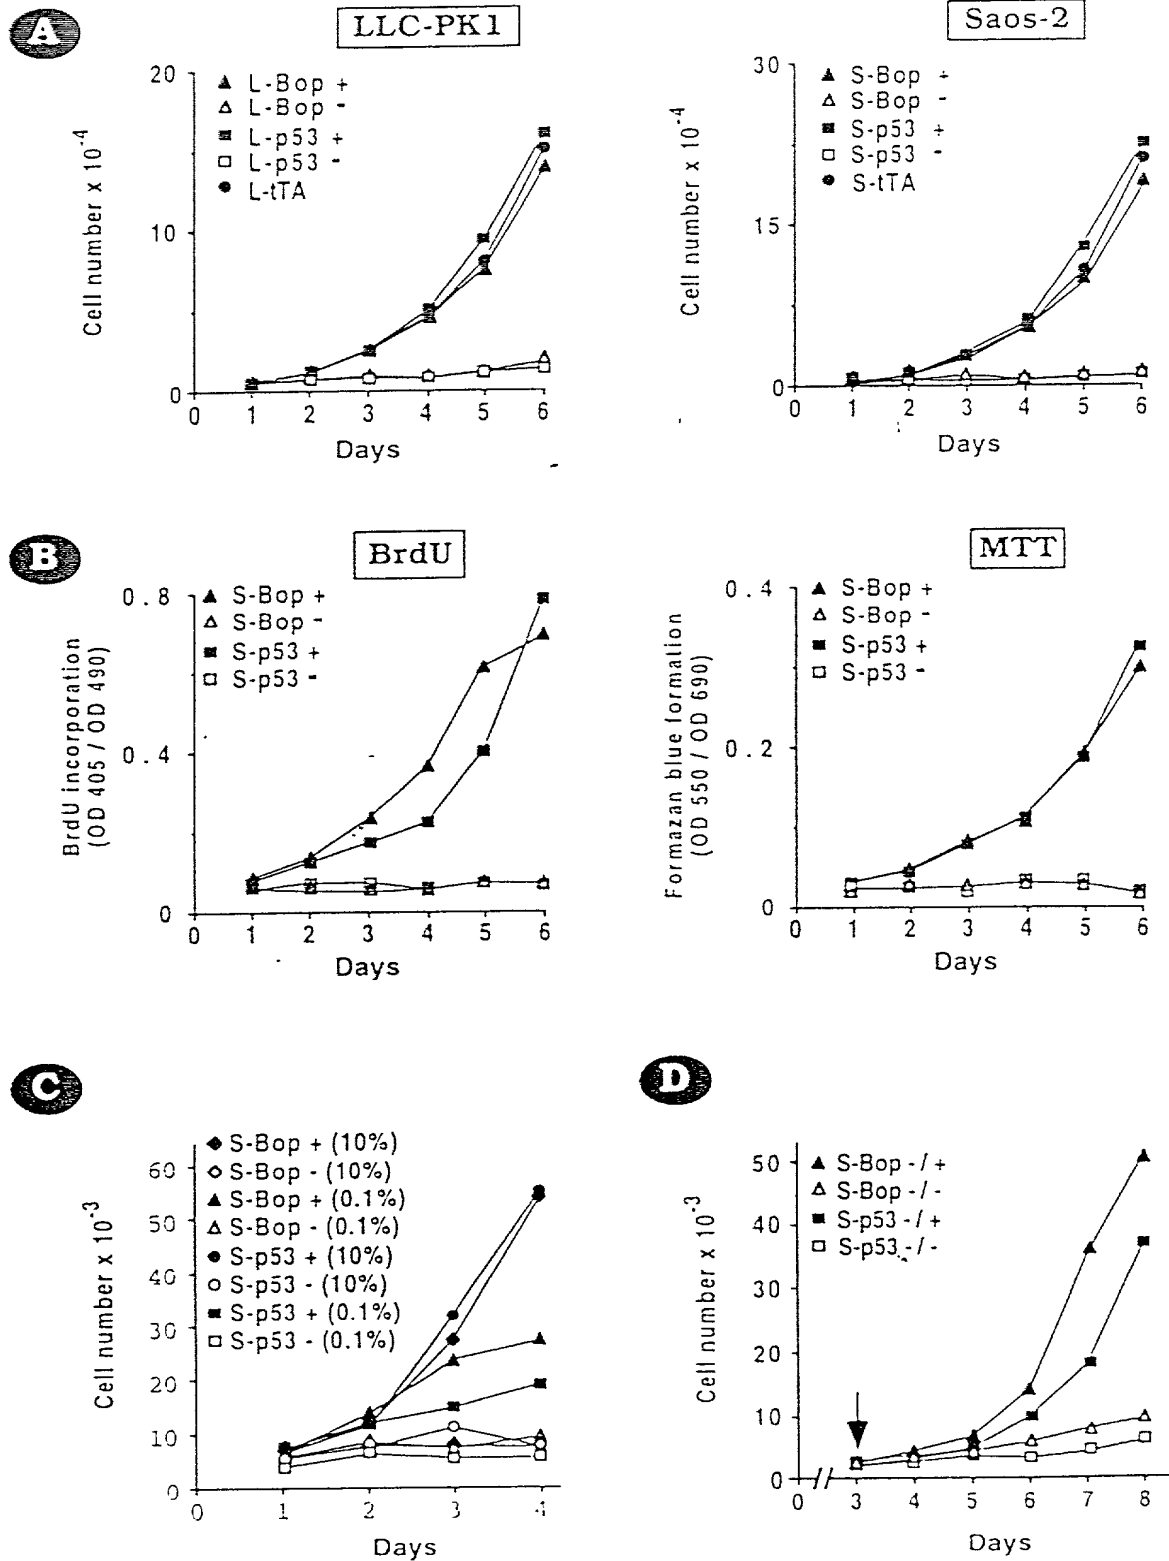 A
LLC-PK1
Saos-2
20
10
0
Cell number x 10⁻⁴
L-Bop +
L-Bop -
L-p53 +
L-p53 -
L-tTA
0 1 2 3 4 5 6
Days
30
15
0
Cell number x 10⁻⁴
S-Bop +
S-Bop -
S-p53 +
S-p53 -
S-tTA
0 1 2 3 4 5 6
Days
B
BrdU
MTT
0.8
0.4
0
BrdU incorporation
(OD 405 / OD 490)
S-Bop +
S-Bop -
S-p53 +
S-p53 -
0 1 2 3 4 5 6
Days
0.4
0.2
0
Formazan blue formation
(OD 550 / OD 690)
S-Bop +
S-Bop -
S-p53 +
S-p53 -
0 1 2 3 4 5 6
Days
C
60
50
40
30
20
10
0
Cell number x 10⁻³
S-Bop + (10%)
S-Bop - (10%)
S-Bop + (0.1%)
S-Bop - (0.1%)
S-p53 + (10%)
S-p53 - (10%)
S-p53 + (0.1%)
S-p53 - (0.1%)
0 1 2 3 4
Days
D
50
40
30
20
10
0
Cell number x 10⁻³
S-Bop -/+
S-Bop -/-
S-p53 -/+
S-p53 -/-
0 3 4 5 6 7 8
Days